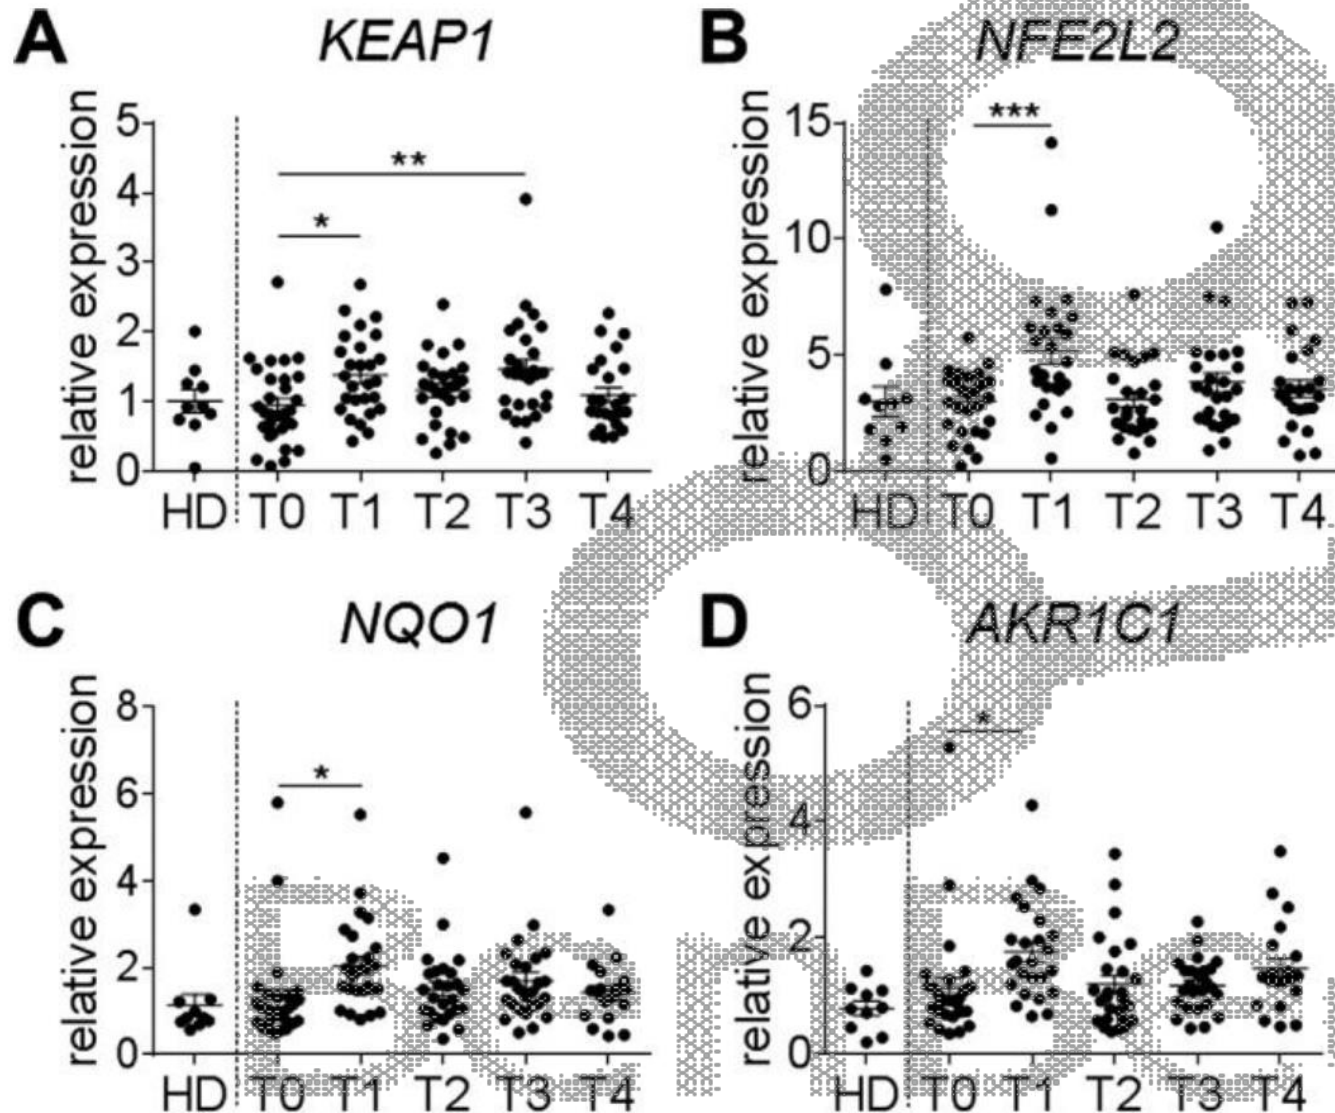 A KEAP1
relative expression
5
4
3
2
1
0
* **
HD T0 T1 T2 T3 T4
B NFE2L2
relative expression
15
10
5
0
***
HD T0 T1 T2 T3 T4
C NQO1
relative expression
8
6
4
2
0
*
HD T0 T1 T2 T3 T4
D AKR1C1
relative expression
6
4
2
0
*
HD T0 T1 T2 T3 T4